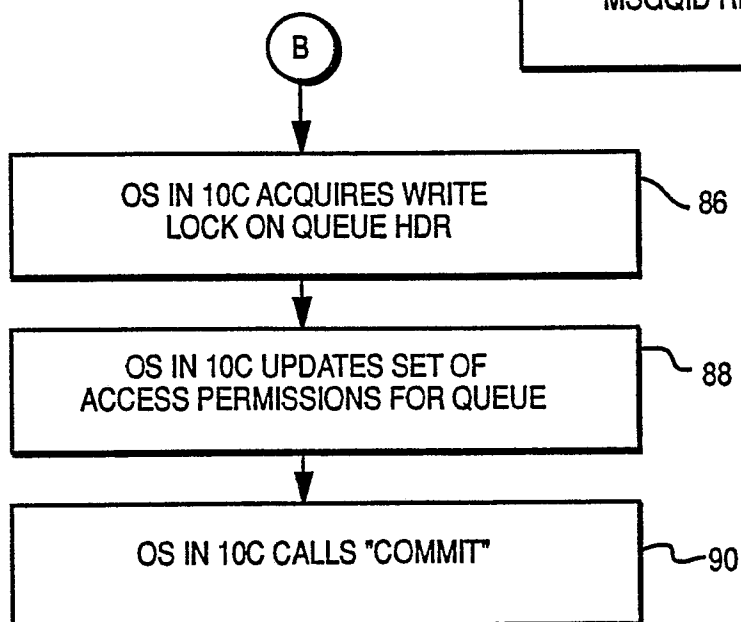 MSGQID
B
OS IN 10C ACQUIRES WRITE
LOCK ON QUEUE HDR
86
OS IN 10C UPDATES SET OF
ACCESS PERMISSIONS FOR QUEUE
88
OS IN 10C CALLS "COMMIT"
90